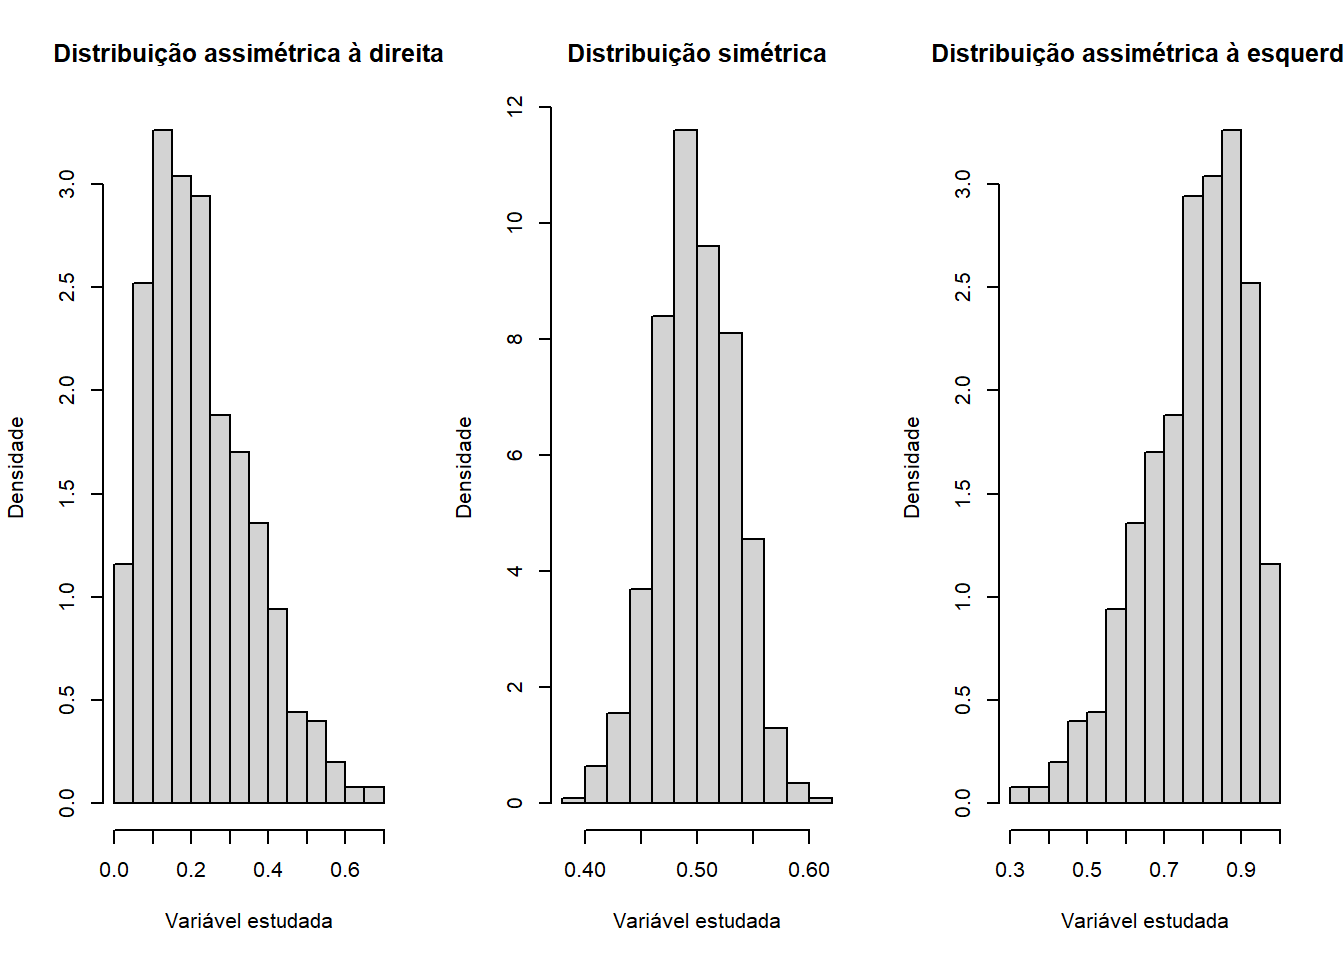 Distribuição assimétrica à direita
Densidade
0.0 0.5 1.0 1.5 2.0 2.5 3.0
0.0 0.2 0.4 0.6
Variável estudada
Distribuição simétrica
Densidade
0 2 4 6 8 10 12
0.40 0.50 0.60
Variável estudada
Distribuição assimétrica à esquerd
Densidade
0.0 0.5 1.0 1.5 2.0 2.5 3.0
0.3 0.5 0.7 0.9
Variável estudada